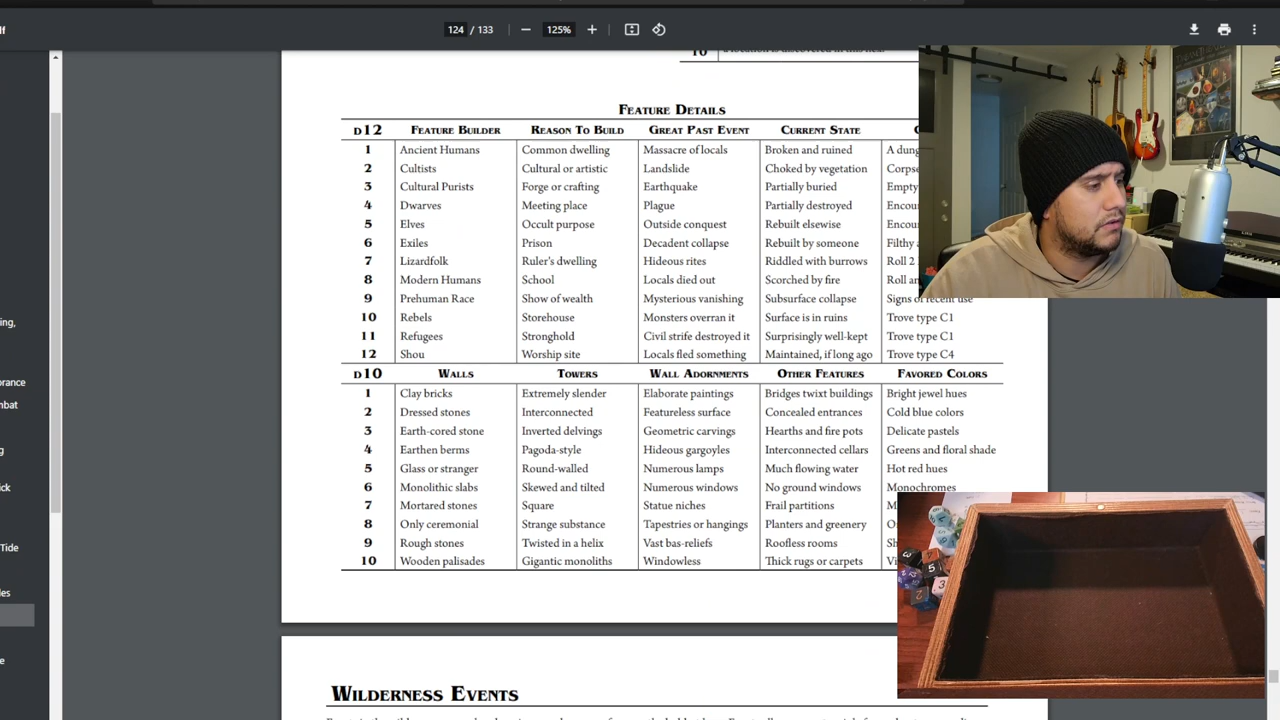 124 / 133
125%
FEATURE DETAILS
D12 FEATURE BUILDER REASON TO BUILD GREAT PAST EVENT CURRENT STATE
1 Ancient Humans Common dwelling Massacre of locals Broken and ruined A dung
2 Cultists Cultural or artistic Landslide Choked by vegetation Corpse
3 Cultural Purists Forge or crafting Earthquake Partially buried Empty
4 Dwarves Meeting place Plague Partially destroyed Encou
5 Elves Occult purpose Outside conquest Rebuilt elsewise Encou
6 Exiles Prison Decadent collapse Rebuilt by someone Filthy a
7 Lizardfolk Ruler's dwelling Hideous rites Riddled with burrows Roll 2
8 Modern Humans School Locals died out Scorched by fire Roll an
9 Prehuman Race Show of wealth Mysterious vanishing Subsurface collapse Signs of recent use
10 Rebels Storehouse Monsters overran it Surface is in ruins Trove type C1
11 Refugees Stronghold Civil strife destroyed it Surprisingly well-kept Trove type C1
12 Shou Worship site Locals fled something Maintained, if long ago Trove type C4
D10 WALLS TOWERS WALL ADORNMENTS OTHER FEATURES FAVORED COLORS
1 Clay bricks Extremely slender Elaborate paintings Bridges twixt buildings Bright jewel hues
2 Dressed stones Interconnected Featureless surface Concealed entrances Cold blue colors
3 Earth-cored stone Inverted delvings Geometric carvings Hearths and fire pots Delicate pastels
4 Earthen berms Pagoda-style Hideous gargoyles Interconnected cellars Greens and floral shade
5 Glass or stranger Round-walled Numerous lamps Much flowing water Hot red hues
6 Monolithic slabs Skewed and tilted Numerous windows No ground windows Monochromes
7 Mortared stones Square Statue niches Frail partitions M
8 Only ceremonial Strange substance Tapestries or hangings Planters and greenery
9 Rough stones Twisted in a helix Vast bas-reliefs Roofless rooms Sh
10 Wooden palisades Gigantic monoliths Windowless Thick rugs or carpets Vi
WILDERNESS EVENTS